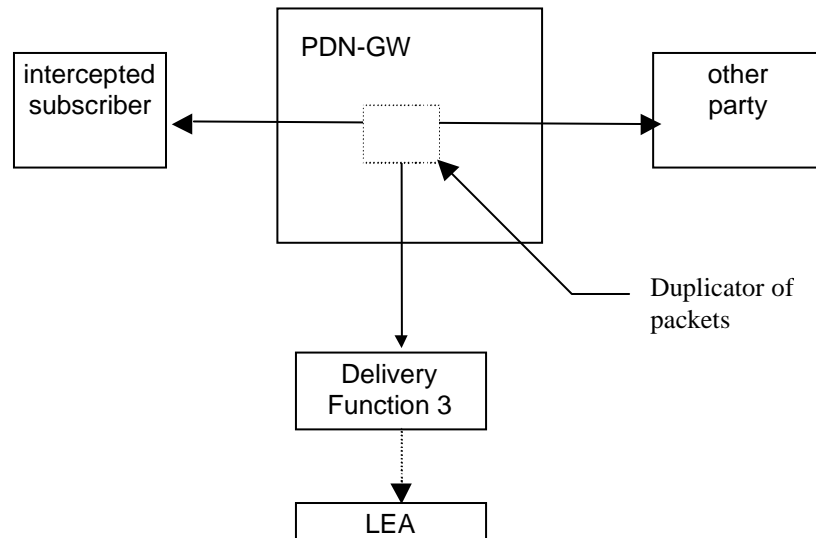 PDN-GW
intercepted
subscriber
other
party
Duplicator of
packets
Delivery
Function 3
LEA